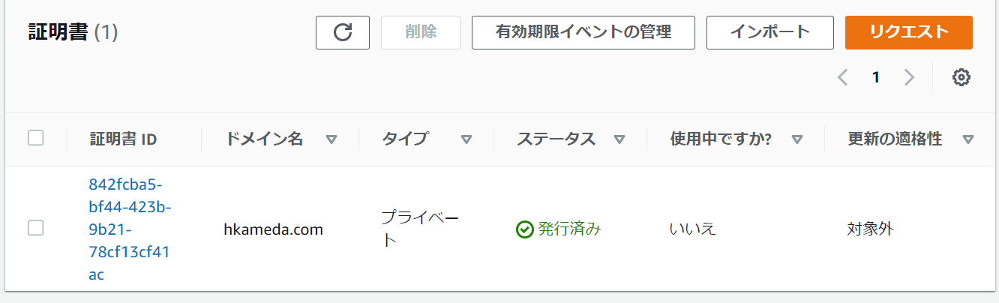 証明書 (1)
削除
有効期限イベントの管理
インポート
リクエスト
1
証明書 ID
ドメイン名
タイプ
ステータス
使用中ですか?
更新の適格性
842fcba5-
bf44-423b-
9b21-
78cf13cf41
ac
hkameda.com
プライベー
ト
発行済み
いいえ
対象外